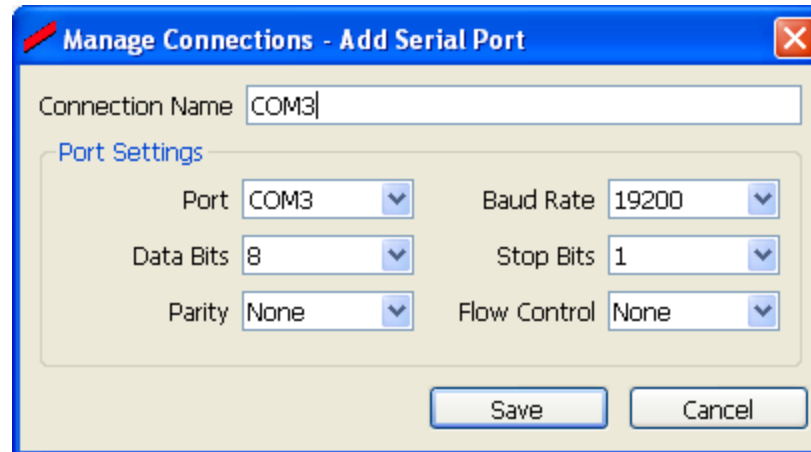 Manage Connections - Add Serial Port
Connection Name COM3
Port Settings
Port COM3 Baud Rate 19200
Data Bits 8 Stop Bits 1
Parity None Flow Control None
Save Cancel